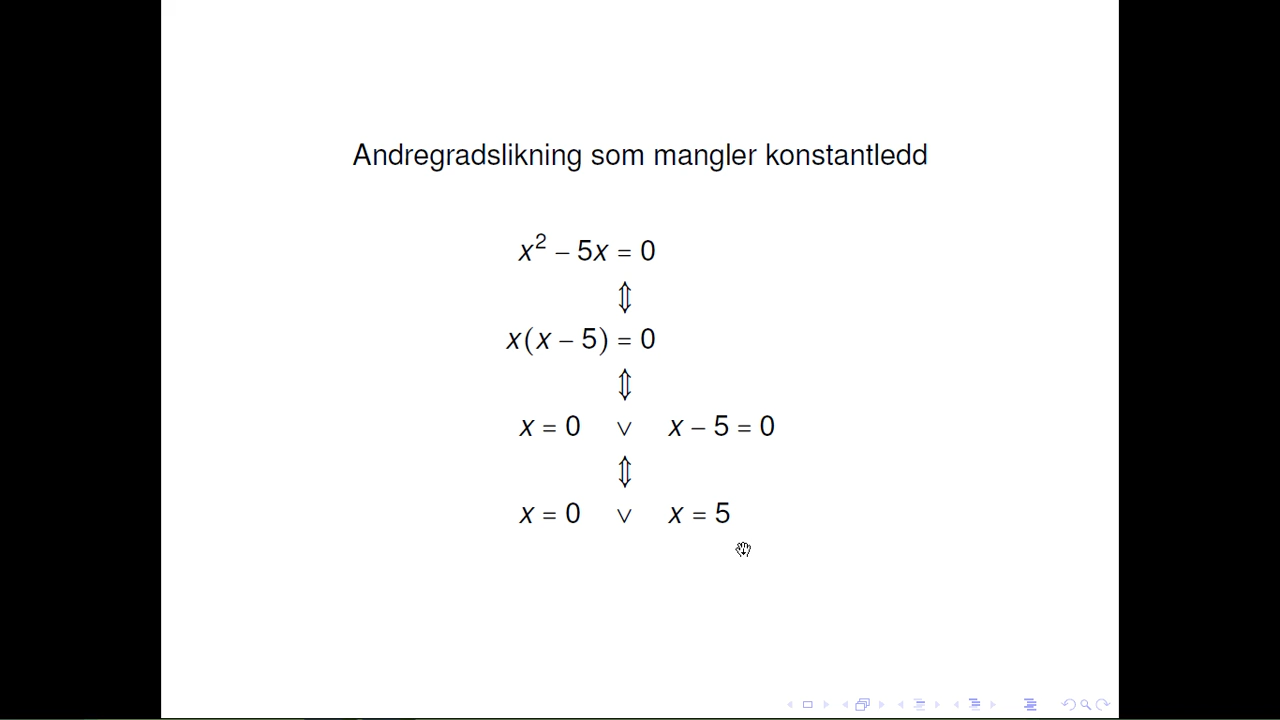 Andregradslikning som mangler konstantledd
x² − 5x = 0
⇕
x(x − 5) = 0
⇕
x = 0 ∨ x − 5 = 0
⇕
x = 0 ∨ x = 5